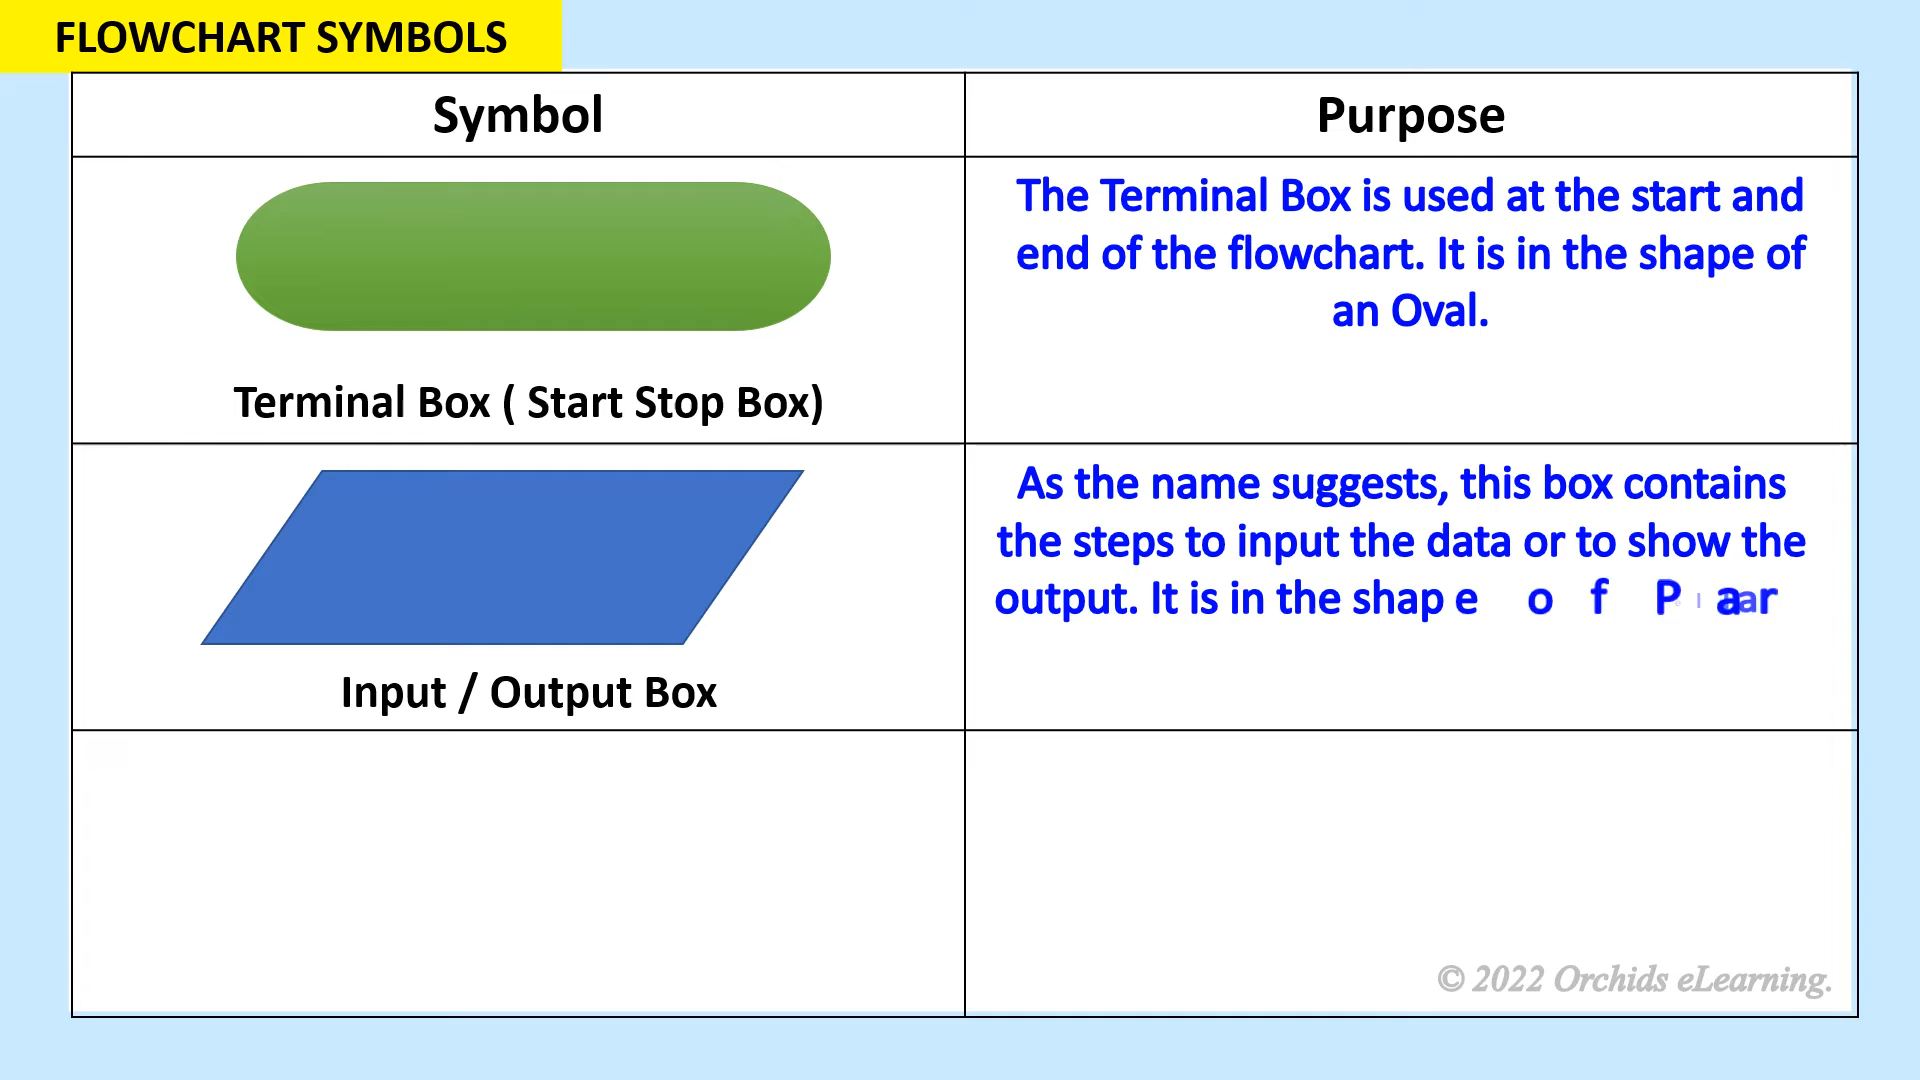 FLOWCHART SYMBOLS
Symbol
Purpose
The Terminal Box is used at the start and
end of the flowchart. It is in the shape of
an Oval.
Terminal Box ( Start Stop Box)
As the name suggests, this box contains
the steps to input the data or to show the
output. It is in the shape of
Input / Output Box
© 2022 Orchids eLearning.